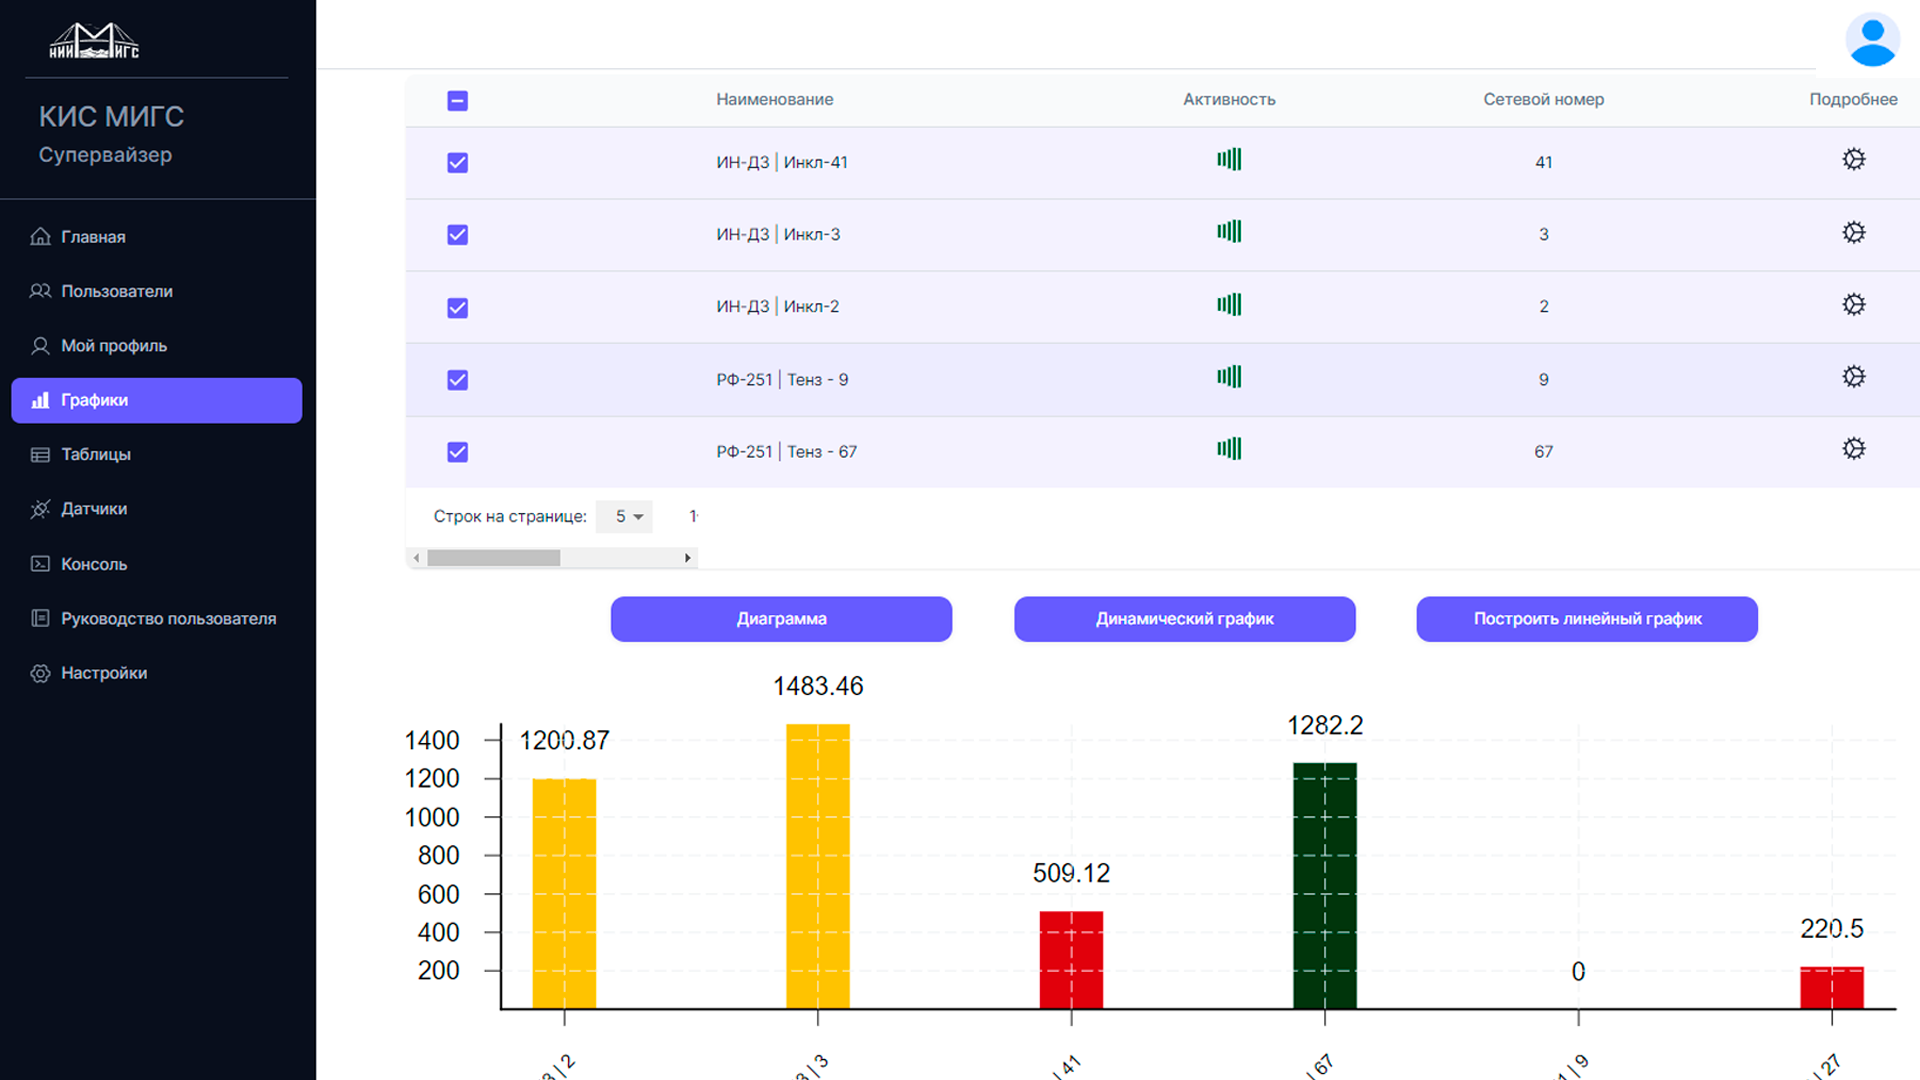 НИИ МИГС
КИС МИГС
Супервайзер
Главная
Пользователи
Мой профиль
Графики
Таблицы
Датчики
Консоль
Руководство пользователя
Настройки
Наименование Активность Сетевой номер Подробнее
ИН-Д3 | Инкл-41 41
ИН-Д3 | Инкл-3 3
ИН-Д3 | Инкл-2 2
РФ-251 | Тенз - 9 9
РФ-251 | Тенз - 67 67
Строк на странице: 5
Диаграмма Динамический график Построить линейный график
1400
1200
1000
800
600
400
200
1200.87
1483.46
509.12
1282.2
0
220.5
3 | 2
3 | 3
| 41
| 67
1 | 9
| 27